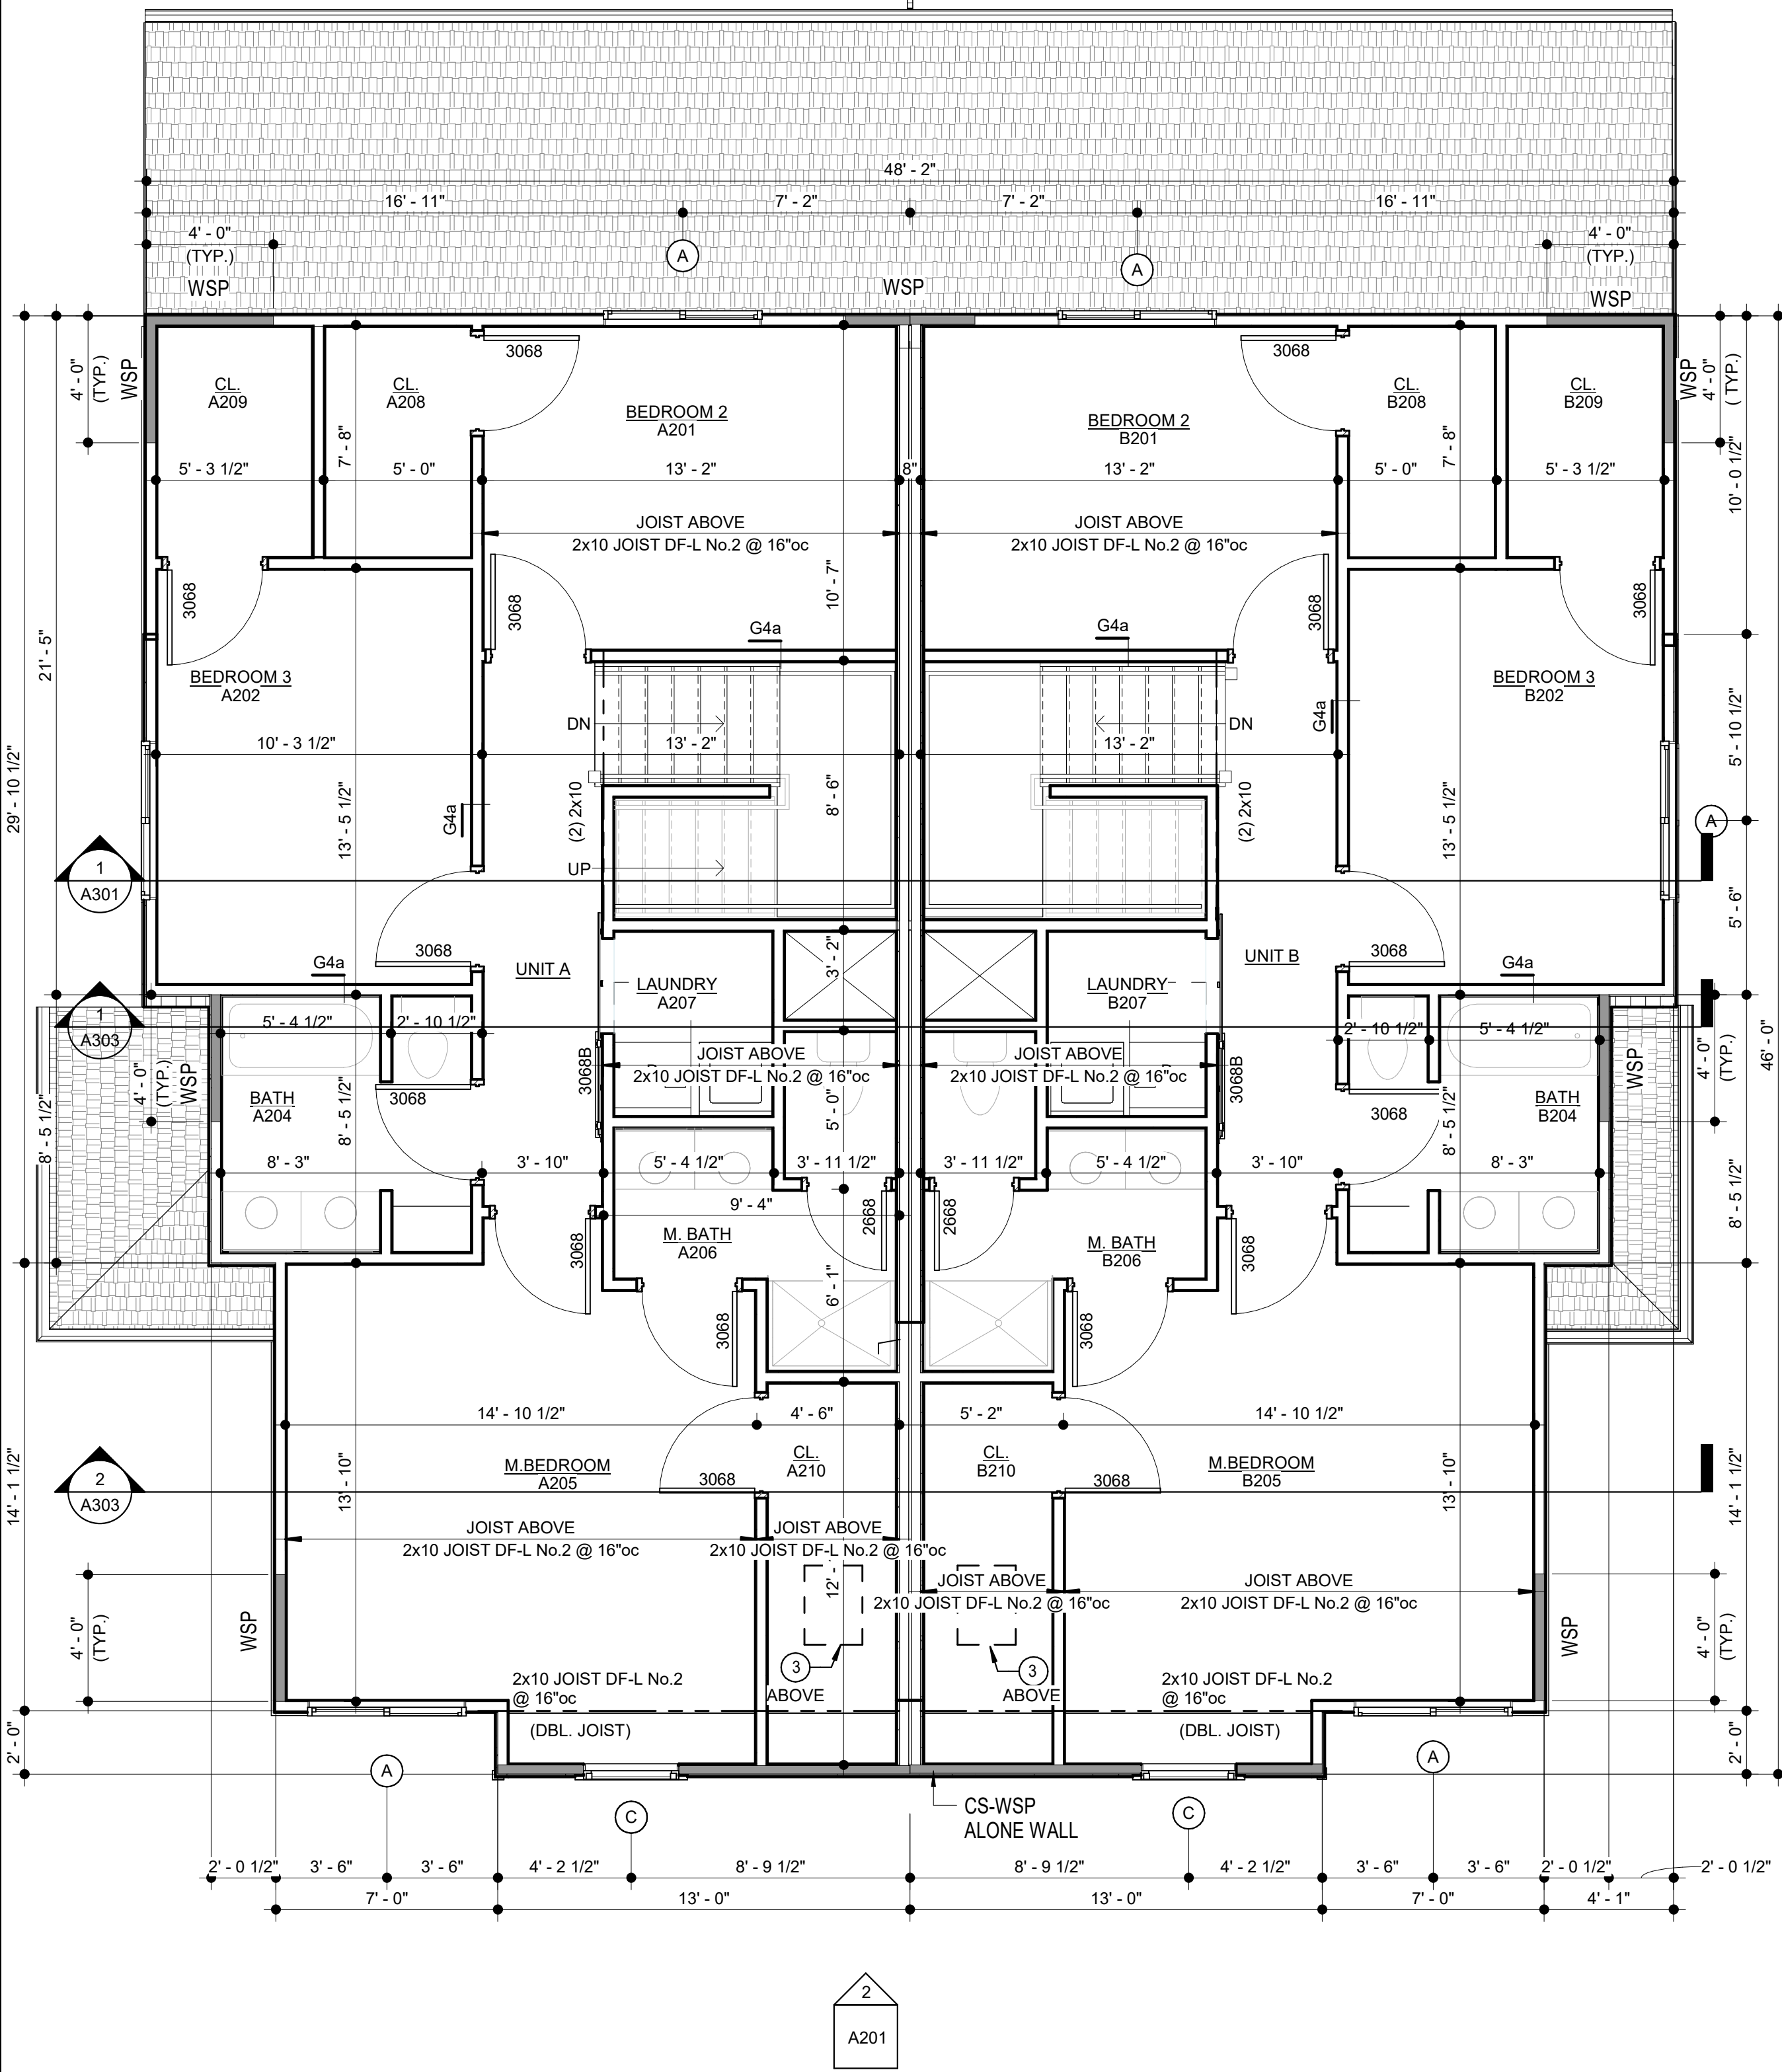 48' - 2"
16' - 11"
7' - 2"
7' - 2"
16' - 11"
4' - 0"
(TYP.)
WSP
A
WSP
A
4' - 0"
(TYP.)
WSP
4' - 0"
(TYP.)
WSP
CL.
A209
CL.
A208
3068
BEDROOM 2
A201
BEDROOM 2
B201
3068
CL.
B208
CL.
B209
WSP
4' - 0"
( TYP.)
7' - 8"
7' - 8"
10' - 0 1/2"
5' - 3 1/2"
5' - 0"
13' - 2"
8"
13' - 2"
5' - 0"
5' - 3 1/2"
JOIST ABOVE
2x10 JOIST DF-L No.2 @ 16"oc
JOIST ABOVE
2x10 JOIST DF-L No.2 @ 16"oc
3068
3068
10' - 7"
3068
3068
21' - 5"
G4a
G4a
BEDROOM 3
A202
BEDROOM 3
B202
DN
DN
G4a
29' - 10 1/2"
10' - 3 1/2"
13' - 2"
13' - 2"
5' - 10 1/2"
13' - 5 1/2"
G4a
(2) 2x10
8' - 6"
(2) 2x10
13' - 5 1/2"
A
UP
1
A301
5' - 6"
3068
G4a
UNIT A
3' - 2"
UNIT B
3068
G4a
LAUNDRY
A207
LAUNDRY
B207
1
A303
5' - 4 1/2"
2' - 10 1/2"
2' - 10 1/2"
5' - 4 1/2"
JOIST ABOVE
2x10 JOIST DF-L No.2 @ 16"oc
JOIST ABOVE
2x10 JOIST DF-L No.2 @ 16"oc
3068B
3068B
4' - 0"
(TYP.)
WSP
WSP
4' - 0"
(TYP.)
46' - 0"
8' - 5 1/2"
BATH
A204
8' - 5 1/2"
3068
5' - 0"
3068
8' - 5 1/2"
BATH
B204
8' - 5 1/2"
8' - 3"
3' - 10"
5' - 4 1/2"
3' - 11 1/2"
3' - 11 1/2"
5' - 4 1/2"
3' - 10"
8' - 3"
9' - 4"
2668
2668
M. BATH
A206
M. BATH
B206
3068
3068
6' - 1"
3068
3068
14' - 10 1/2"
4' - 6"
5' - 2"
14' - 10 1/2"
CL.
A210
CL.
B210
M.BEDROOM
A205
M.BEDROOM
B205
3068
3068
2
A303
14' - 1 1/2"
13' - 10"
13' - 10"
14' - 1 1/2"
JOIST ABOVE
2x10 JOIST DF-L No.2 @ 16"oc
JOIST ABOVE
2x10 JOIST DF-L No.2 @ 16"oc
12' -
JOIST ABOVE
2x10 JOIST DF-L No.2 @ 16"oc
JOIST ABOVE
2x10 JOIST DF-L No.2 @ 16"oc
4' - 0"
(TYP.)
WSP
WSP
4' - 0"
(TYP.)
3
ABOVE
3
ABOVE
2x10 JOIST DF-L No.2
@ 16"oc
(DBL. JOIST)
2x10 JOIST DF-L No.2
@ 16"oc
(DBL. JOIST)
2' - 0"
2' - 0"
A
C
CS-WSP
ALONE WALL
C
A
2' - 0 1/2"
3' - 6"
3' - 6"
4' - 2 1/2"
8' - 9 1/2"
8' - 9 1/2"
4' - 2 1/2"
3' - 6"
3' - 6"
2' - 0 1/2"
2' - 0 1/2"
7' - 0"
13' - 0"
13' - 0"
7' - 0"
4' - 1"
2
A201